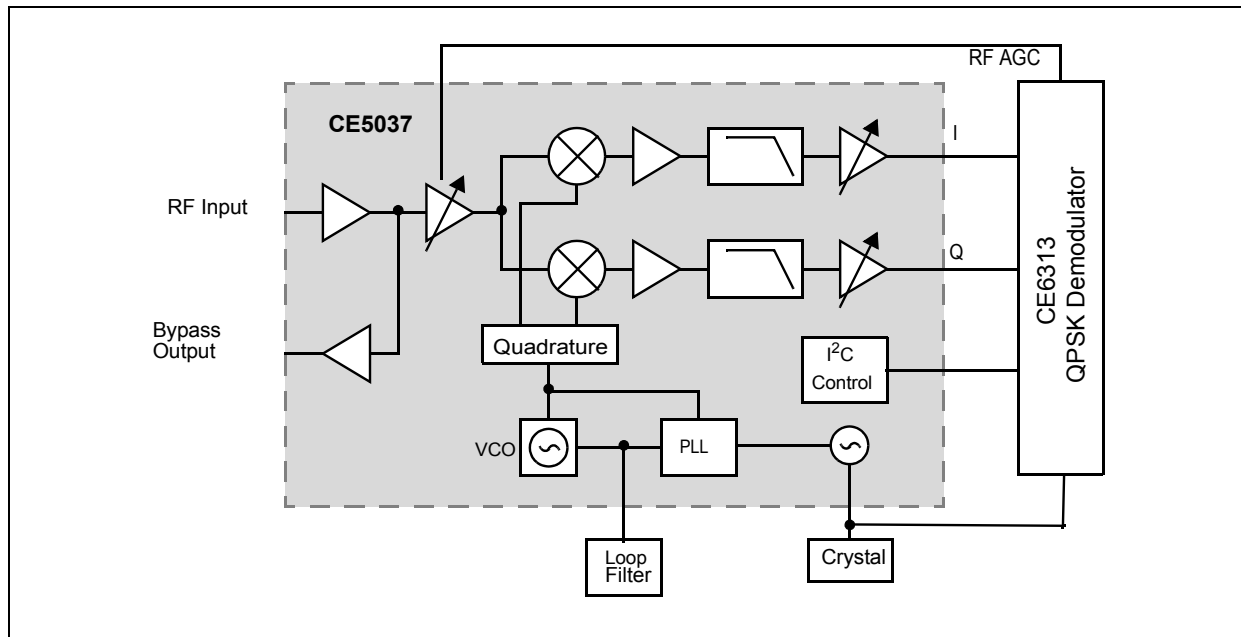 RF AGC
CE5037
I
RF Input
Q
CE6313
QPSK Demodulator
Bypass
Output
Quadrature
I²C
Control
VCO
PLL
Loop
Filter
Crystal